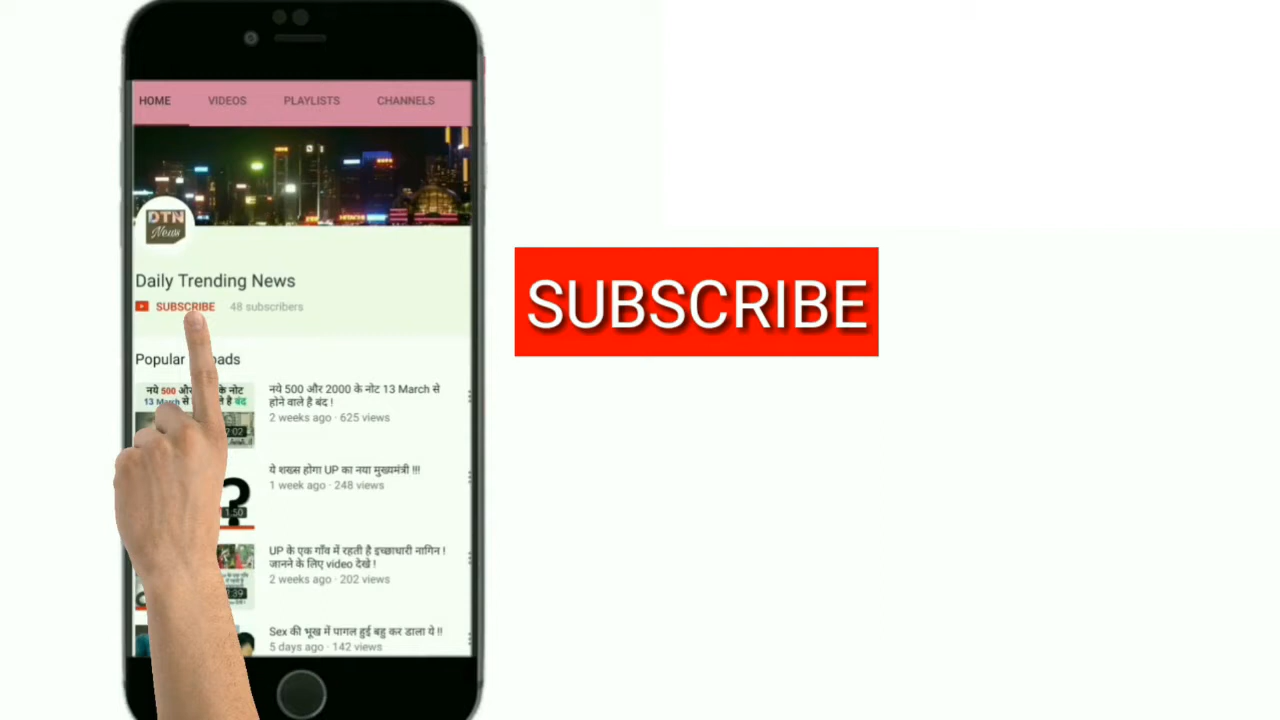 HOME VIDEOS PLAYLISTS CHANNELS
DTN
News
Daily Trending News
SUBSCRIBE 48 subscribers
SUBSCRIBE
Popular
नये 500 और 2000 के नोट 13 March से
होने वाले है बंद !
2 weeks ago · 625 views
ये शख्स होगा UP का नया मुख्यमंत्री !!!
1 week ago · 248 views
1:50
UP के एक गाँव में रहती है इच्छाधारी नागिन !
जानने के लिए video देखे !
2 weeks ago · 202 views
Sex की भूख में पागल हुई बहु कर डाला ये !!
5 days ago · 142 views